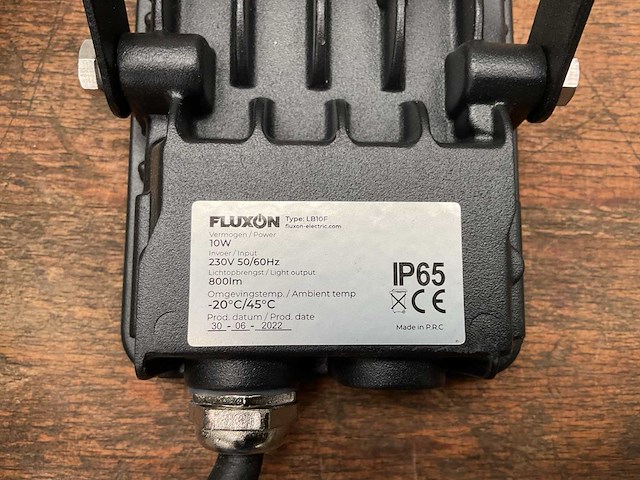 FLUXON Type: LB10F
fluxon-electric.com
Vermogen / Power
10W
Invoer / Input
230V 50/60Hz
Lichtopbrengst / Light output
800lm
Omgevingstemp. / Ambient temp
-20°C/45°C
Prod. datum / Prod. date
30 - 06 - 2022
IP65
CE
Made in P.R.C